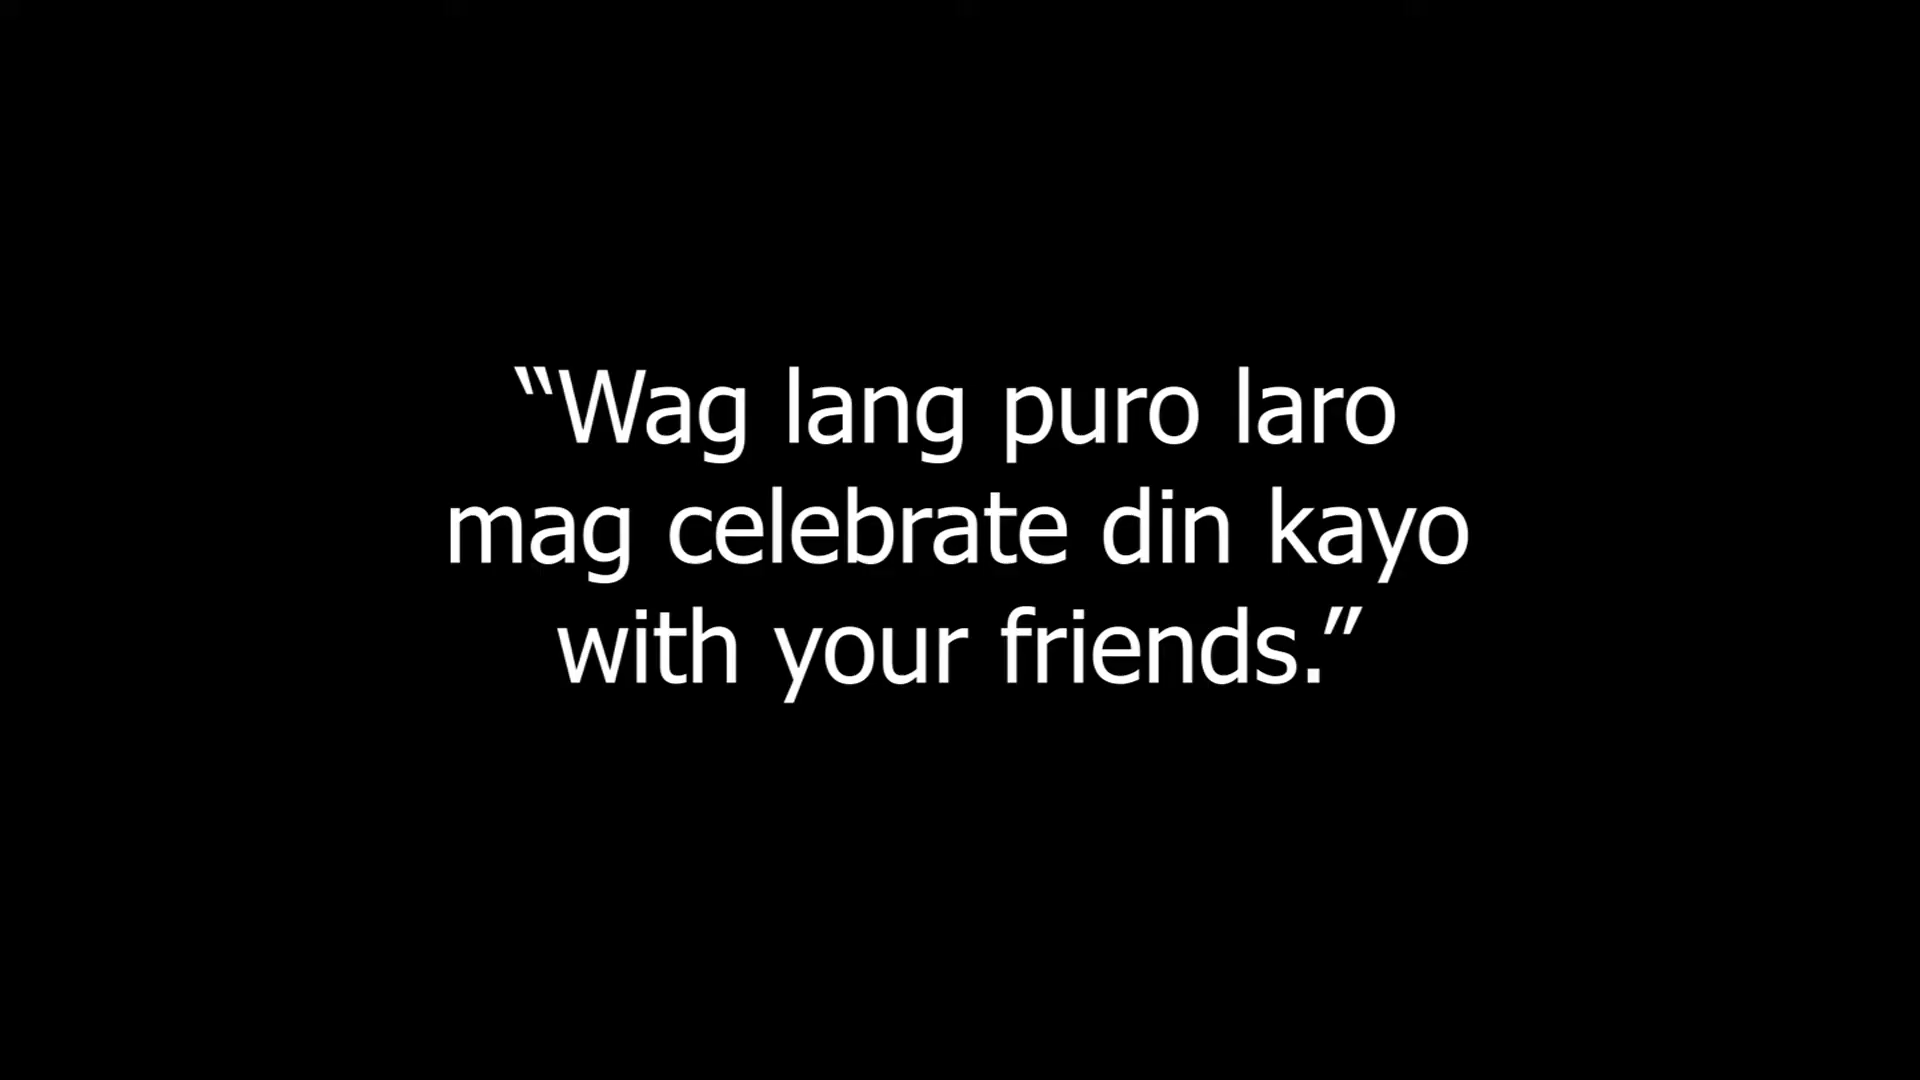 “Wag lang puro laro
mag celebrate din kayo
with your friends.”